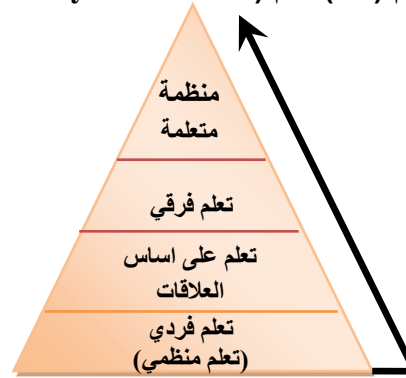 منظمة
متعلمة
تعلم فرقي
تعلم على اساس
العلاقات
تعلم فردي
(تعلم منظمي)